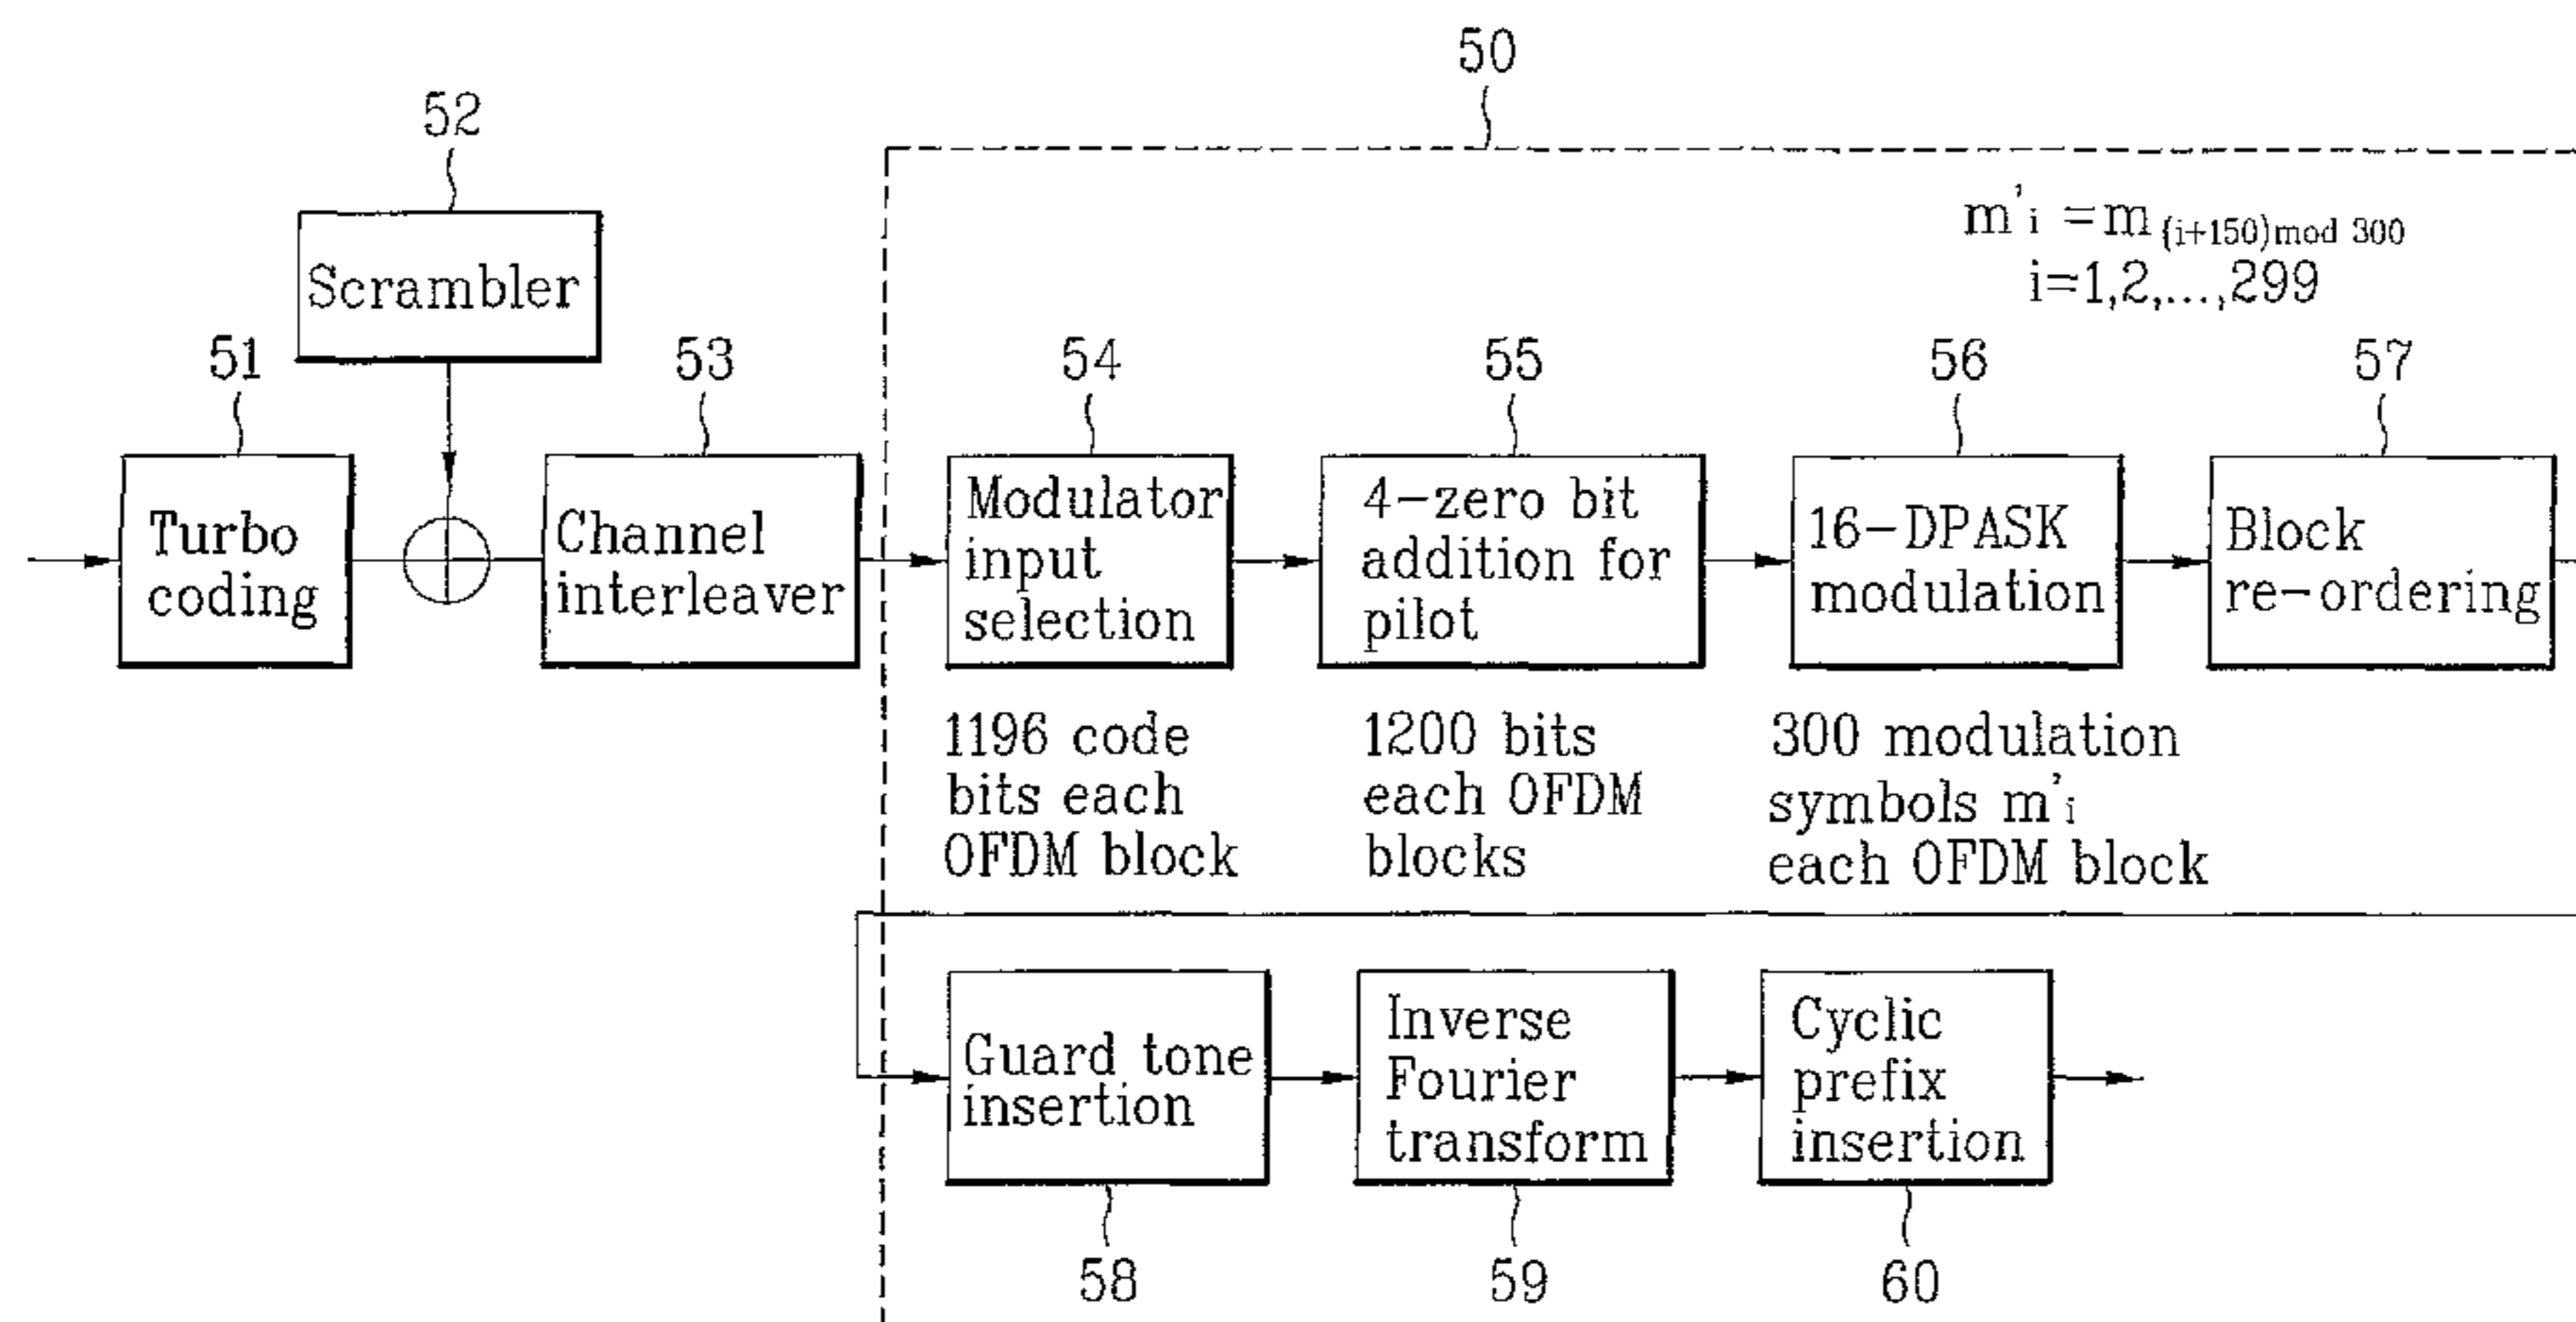 50
52
m'i =m(i+150)mod 300
i=1,2,...,299
Scrambler
51
53
54
55
56
57
Turbo
coding
Channel
interleaver
Modulator
input
selection
4-zero bit
addition for
pilot
16-DPASK
modulation
Block
re-ordering
1196 code
bits each
OFDM block
1200 bits
each OFDM
blocks
300 modulation
symbols m'i
each OFDM block
Guard tone
insertion
Inverse
Fourier
transform
Cyclic
prefix
insertion
58
59
60